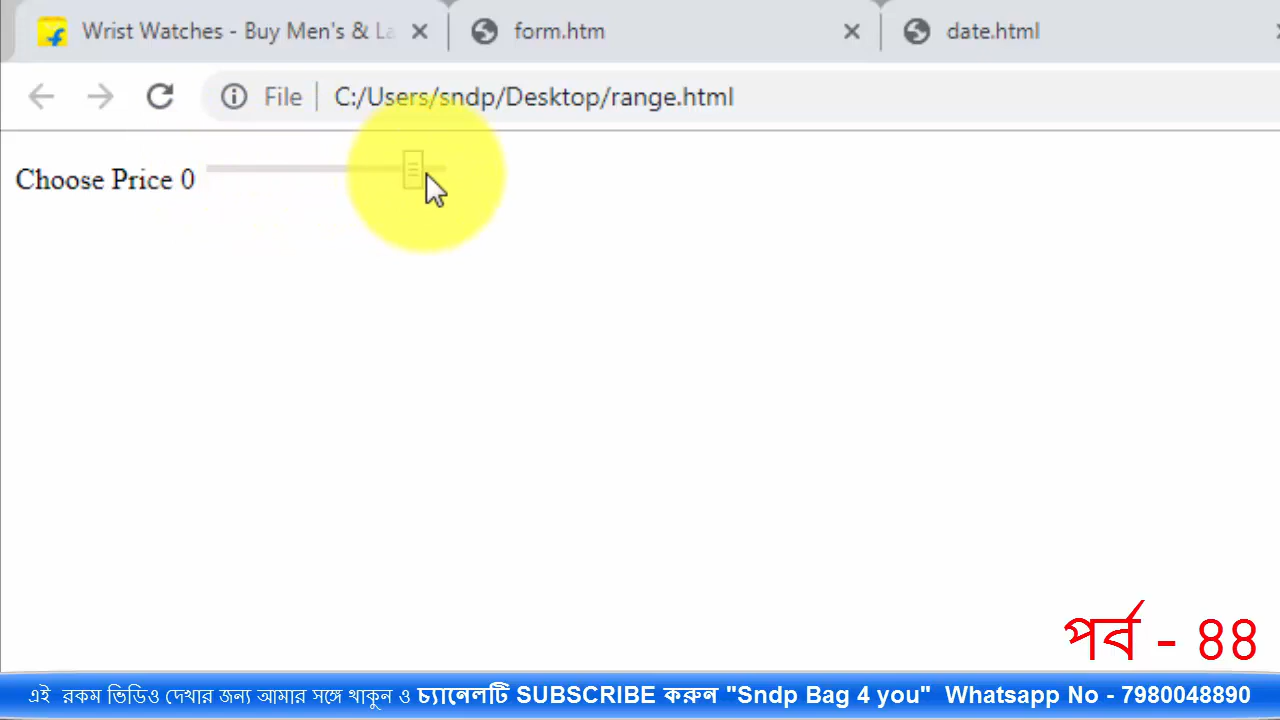 Wrist Watches - Buy Men's & La
form.htm
date.html
File | C:/Users/sndp/Desktop/range.html
Choose Price 0
পর্ব - 88
এই রকম ভিডিও দেখার জন্য আমার সঙ্গে থাকুন ও চ্যানেলটি SUBSCRIBE করুন "Sndp Bag 4 you" Whatsapp No - 7980048890